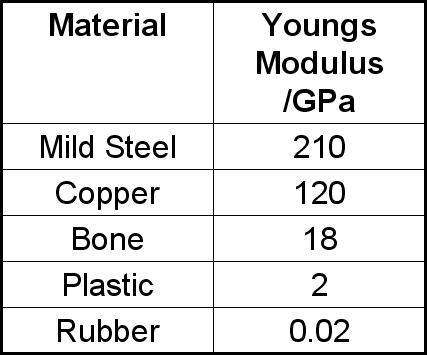 Material Youngs
Modulus
/GPa
Mild Steel 210
Copper 120
Bone 18
Plastic 2
Rubber 0.02